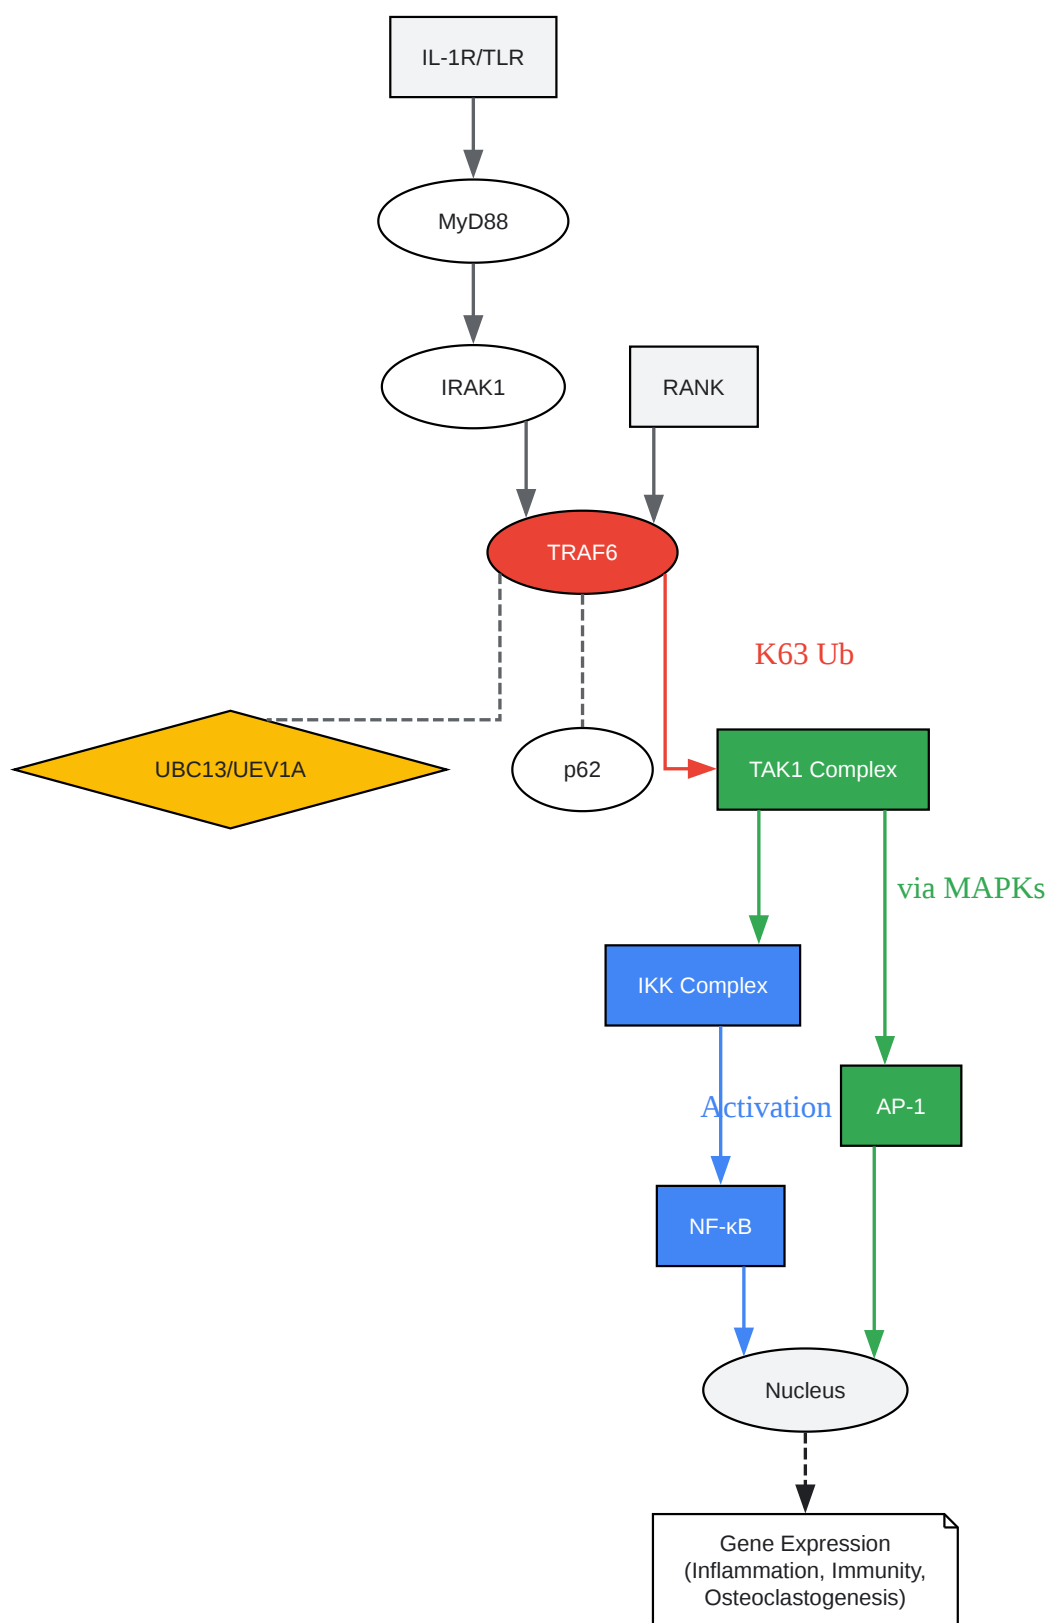 IL-1R/TLR
MyD88
IRAK1
RANK
TRAF6
K63 Ub
UBC13/UEV1A
p62
TAK1 Complex
via MAPKs
IKK Complex
Activation
AP-1
NF-κB
Nucleus
Gene Expression
(Inflammation, Immunity,
Osteoclastogenesis)